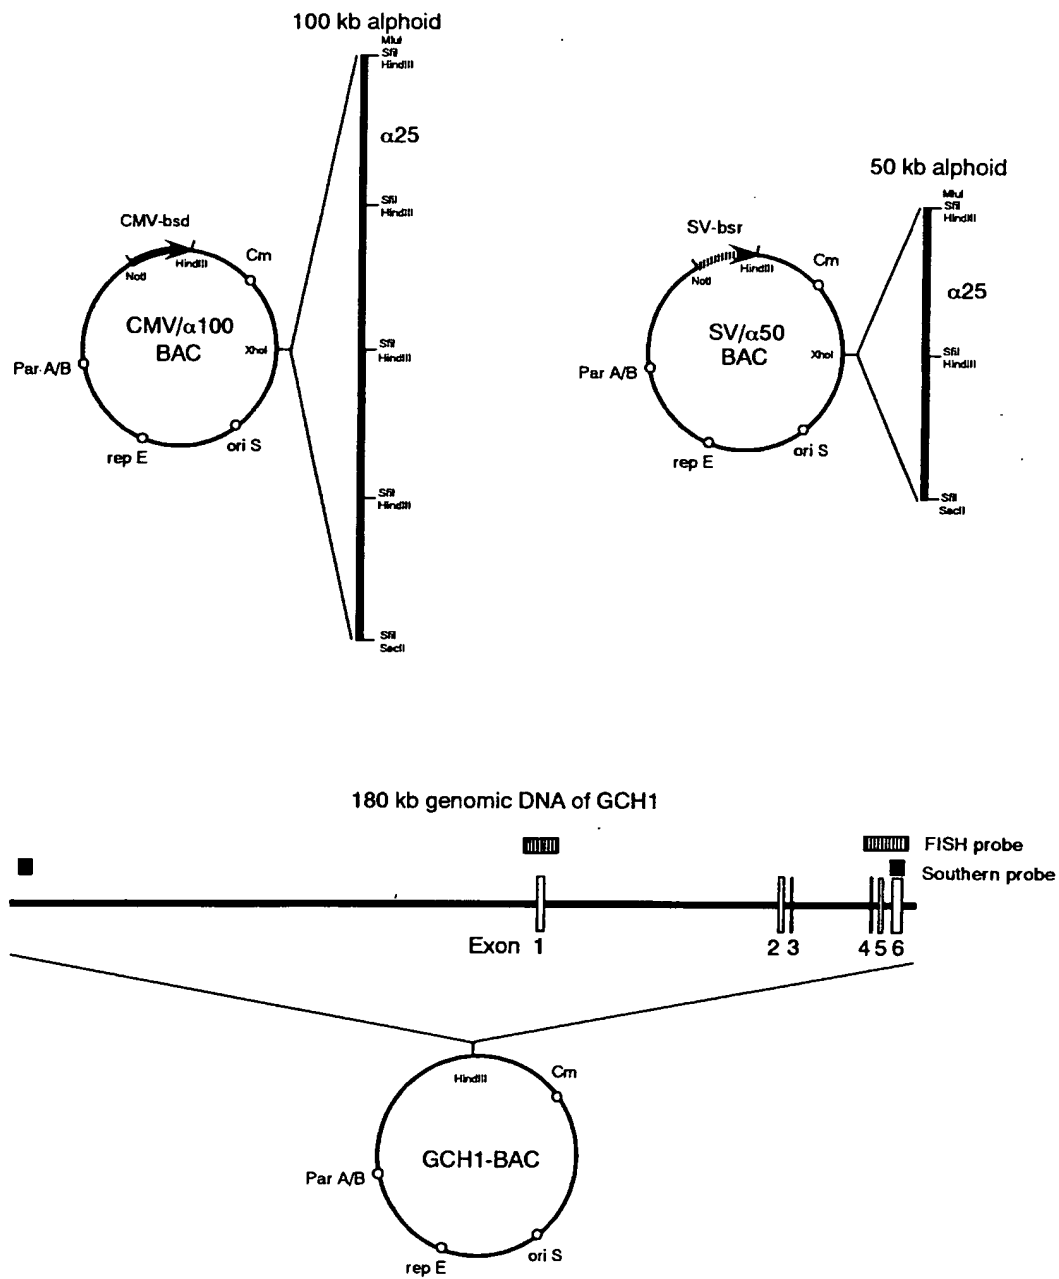 100 kb alphoid
MluI
SfiI
HindIII
α25
SfiI
HindIII
SfiI
HindIII
SfiI
HindIII
SfiI
SacII
CMV-bsd
NotI
HindIII
Cm
CMV/α100
BAC
XhoI
Par A/B
rep E
ori S
50 kb alphoid
MluI
SfiI
HindIII
α25
SfiI
HindIII
SfiI
SacII
SV-bsr
NotI
HindIII
Cm
SV/α50
BAC
XhoI
Par A/B
rep E
ori S
180 kb genomic DNA of GCH1
FISH probe
Southern probe
Exon 1
2 3
4 5 6
HindIII
Cm
GCH1-BAC
Par A/B
rep E
ori S